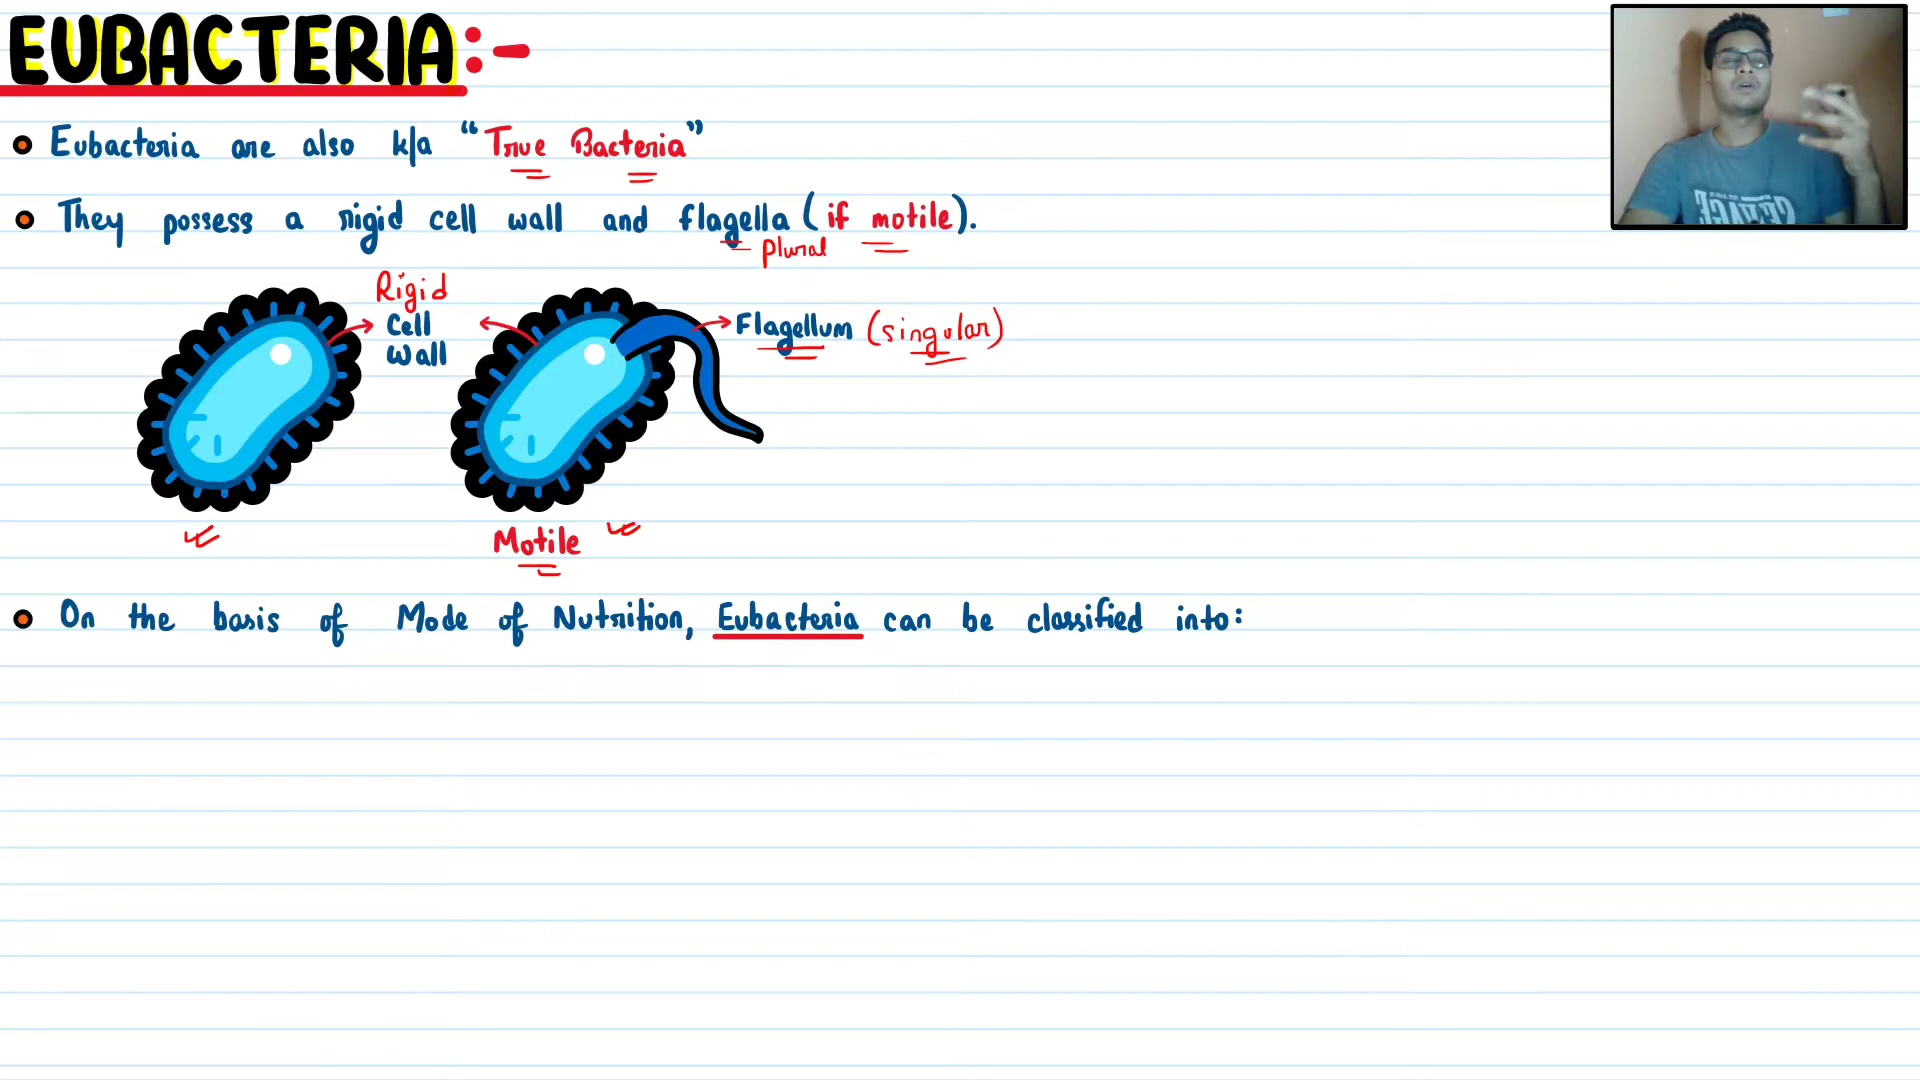 EUBACTERIA:-
Eubacteria are also k/a “True Bacteria”
They possess a rigid cell wall and flagella (if motile).
plural
Rigid
Cell
Wall
Flagellum (singular)
Motile
On the basis of Mode of Nutrition, Eubacteria can be classified into: